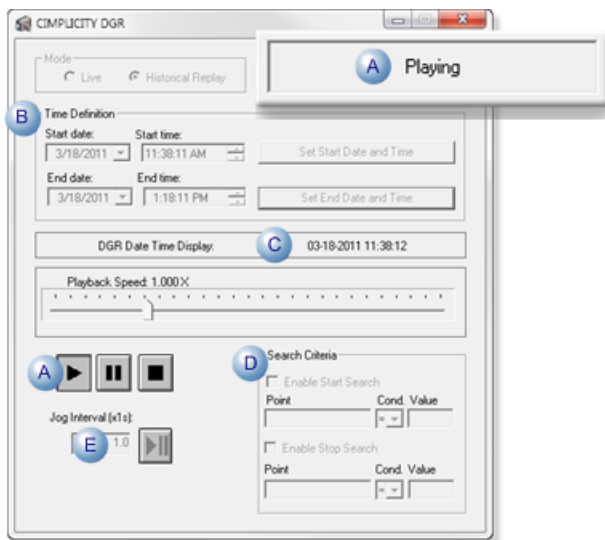 CIMPLICITY DGR
Mode
Live Historical Replay
A Playing
B
Time Definition
Start date: Start time:
3/18/2011 11:38:11 AM Set Start Date and Time
End date: End time:
3/18/2011 1:18:11 PM Set End Date and Time
DGR Date Time Display: C 03-18-2011 11:38:12
Playback Speed: 1.000 X
A
D Search Criteria
Enable Start Search
Point Cond. Value
=
Jog Interval (x1s):
E 1.0
Enable Stop Search
Point Cond. Value
=